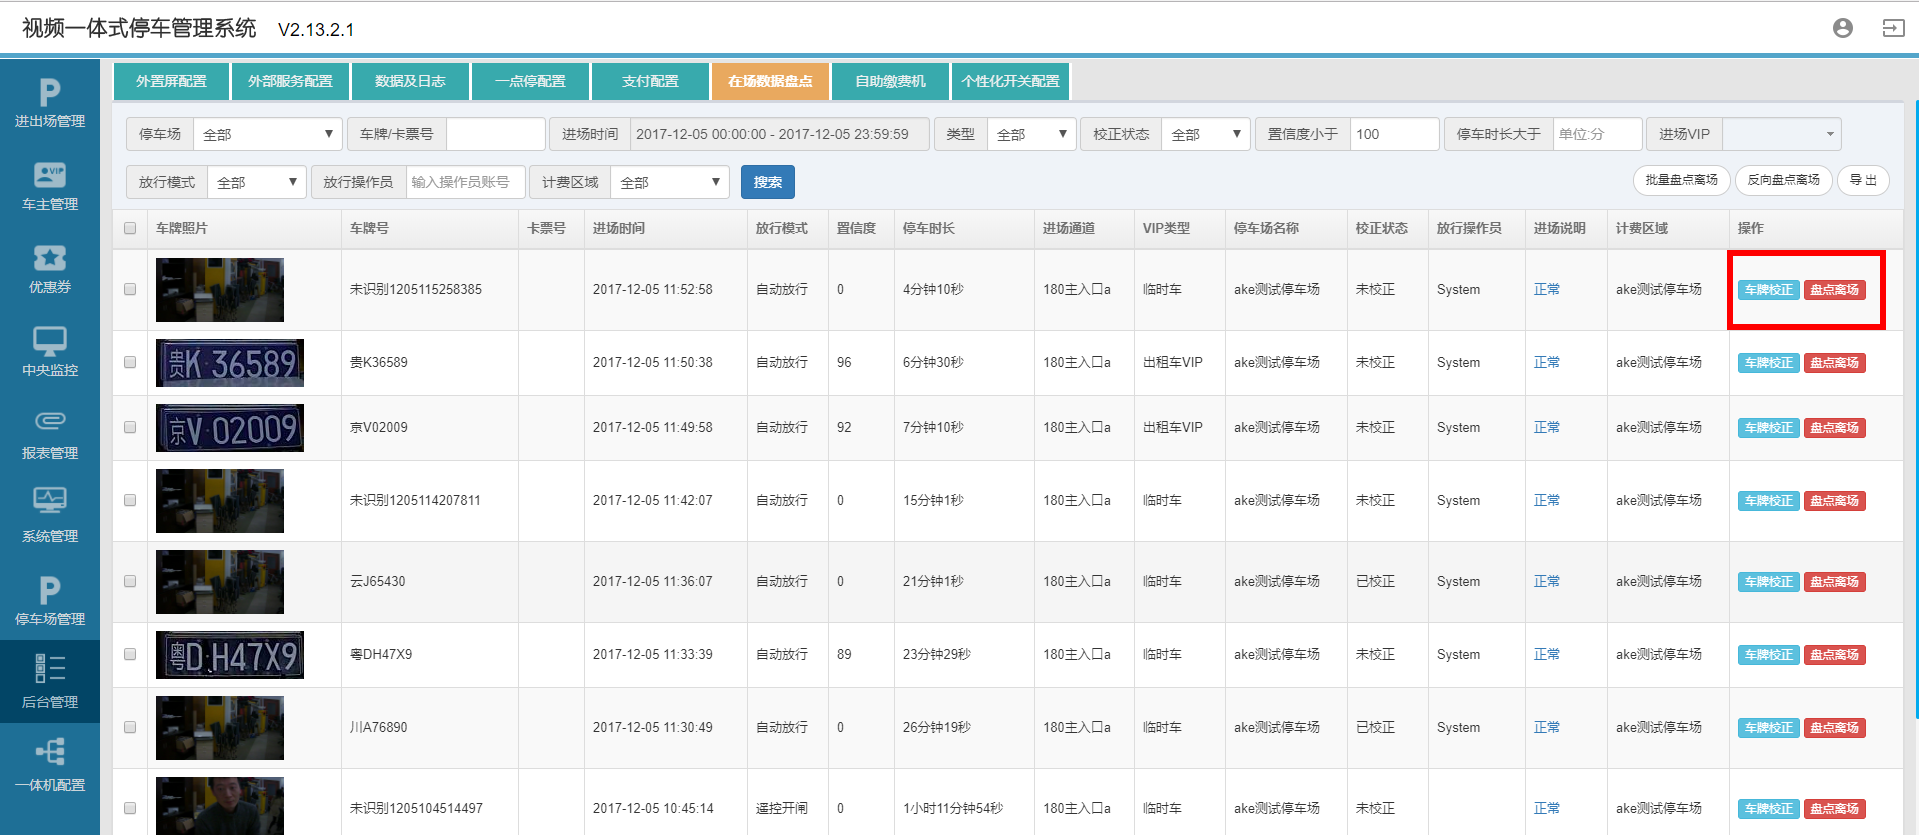 视频一体式停车管理系统 V2.13.2.1
进出场管理
车主管理
优惠券
中央监控
报表管理
系统管理
停车场管理
后台管理
一体机配置
外置屏配置 外部服务配置 数据及日志 一点停配置 支付配置 在场数据盘点 自助缴费机 个性化开关配置
停车场 全部 车牌/卡票号 进场时间 2017-12-05 00:00:00 - 2017-12-05 23:59:59 类型 全部 校正状态 全部 置信度小于 100 停车时长大于 单位:分 进场VIP
放行模式 全部 放行操作员 输入操作员账号 计费区域 全部 搜索 批量盘点离场 反向盘点离场 导 出
车牌照片 车牌号 卡票号 进场时间 放行模式 置信度 停车时长 进场通道 VIP类型 停车场名称 校正状态 放行操作员 进场说明 计费区域 操作
未识别1205115258385 2017-12-05 11:52:58 自动放行 0 4分钟10秒 180主入口a 临时车 ake测试停车场 未校正 System 正常 ake测试停车场 车牌校正 盘点离场
贵K·36589 贵K36589 2017-12-05 11:50:38 自动放行 96 6分钟30秒 180主入口a 出租车VIP ake测试停车场 未校正 System 正常 ake测试停车场 车牌校正 盘点离场
京V·02009 京V02009 2017-12-05 11:49:58 自动放行 92 7分钟10秒 180主入口a 出租车VIP ake测试停车场 未校正 System 正常 ake测试停车场 车牌校正 盘点离场
未识别1205114207811 2017-12-05 11:42:07 自动放行 0 15分钟1秒 180主入口a 临时车 ake测试停车场 未校正 System 正常 ake测试停车场 车牌校正 盘点离场
云J65430 2017-12-05 11:36:07 自动放行 0 21分钟1秒 180主入口a 临时车 ake测试停车场 已校正 System 正常 ake测试停车场 车牌校正 盘点离场
粤D·H47X9 粤DH47X9 2017-12-05 11:33:39 自动放行 89 23分钟29秒 180主入口a 临时车 ake测试停车场 未校正 System 正常 ake测试停车场 车牌校正 盘点离场
川A76890 2017-12-05 11:30:49 自动放行 0 26分钟19秒 180主入口a 临时车 ake测试停车场 已校正 System 正常 ake测试停车场 车牌校正 盘点离场
未识别1205104514497 2017-12-05 10:45:14 遥控开闸 0 1小时11分钟54秒 180主入口a 临时车 ake测试停车场 未校正 正常 ake测试停车场 车牌校正 盘点离场